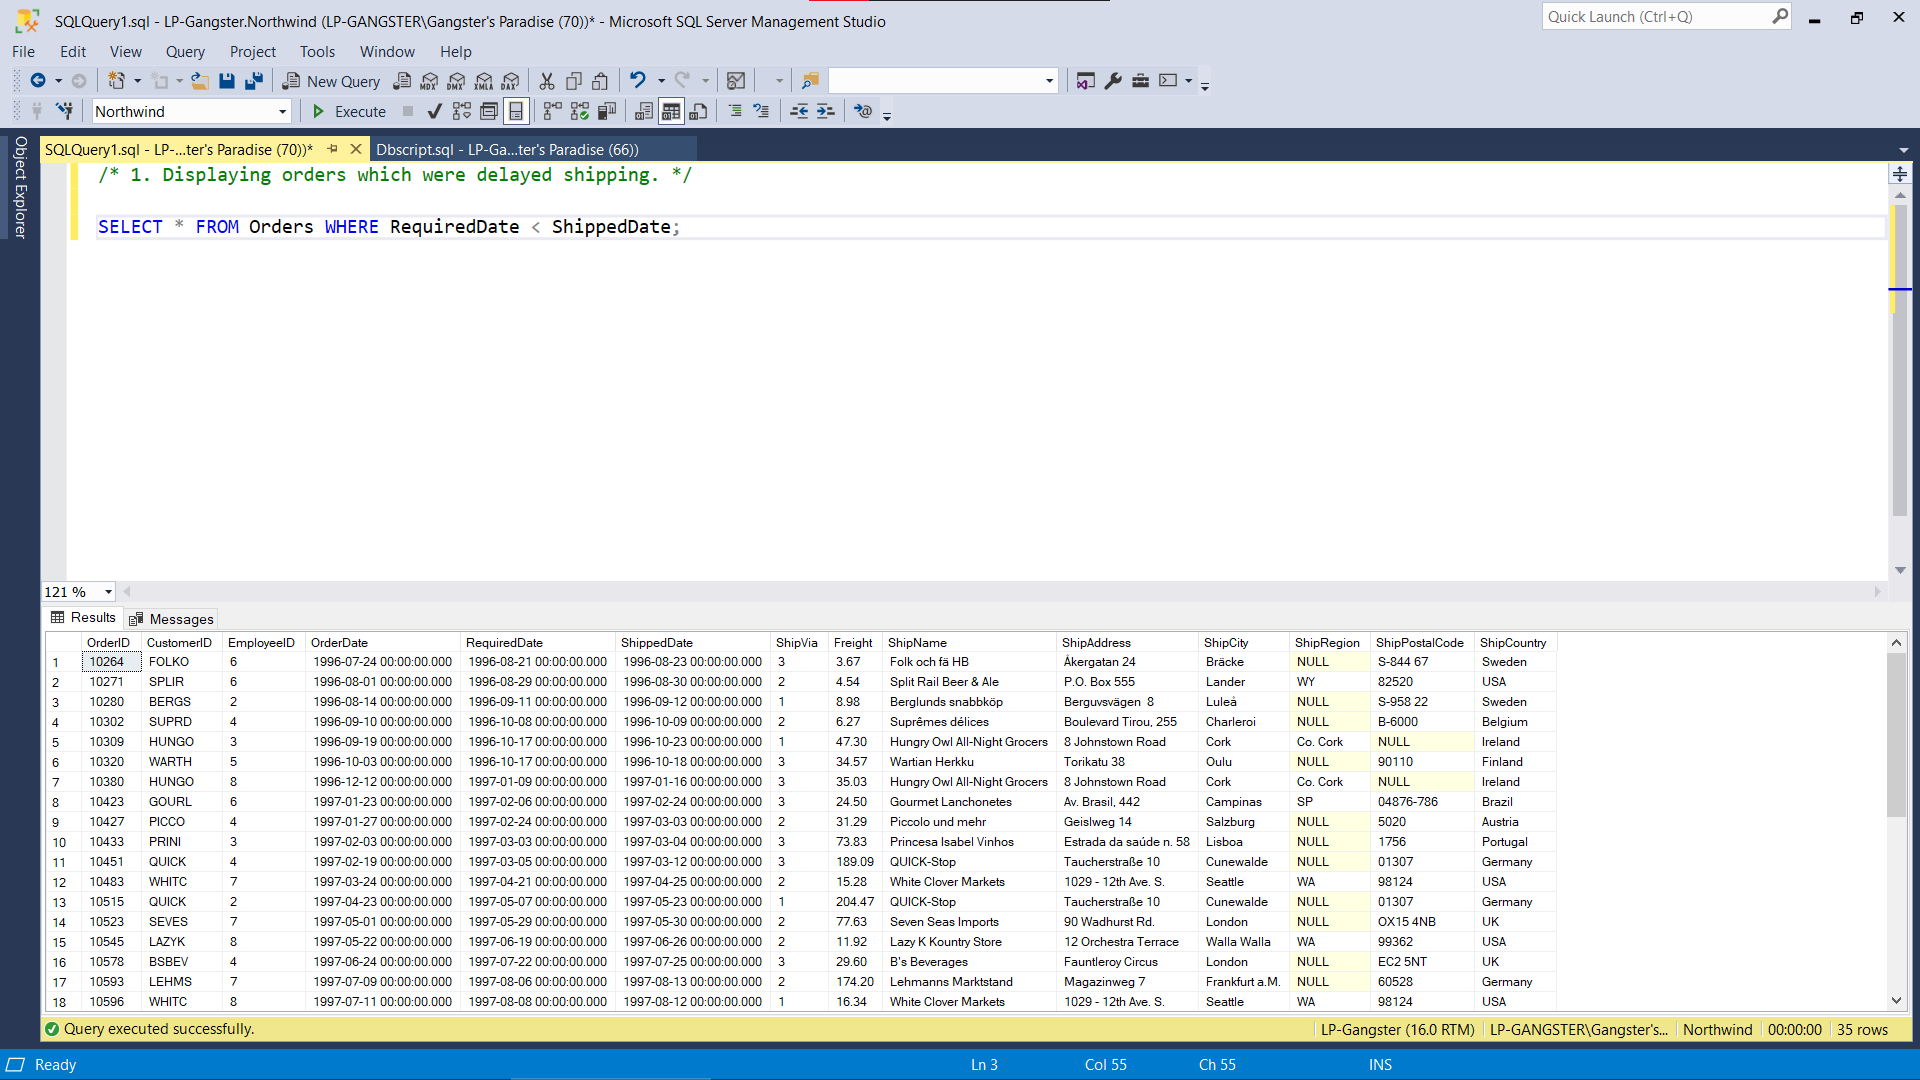 SQLQuery1.sql - LP-Gangster.Northwind (LP-GANGSTER\Gangster's Paradise (70))* - Microsoft SQL Server Management Studio
Quick Launch (Ctrl+Q)
File Edit View Query Project Tools Window Help
New Query MDX DMX XMLA DAX
Northwind Execute
Object Explorer
SQLQuery1.sql - LP-...ter's Paradise (70))* Dbscript.sql - LP-Ga...ter's Paradise (66))
/* 1. Displaying orders which were delayed shipping. */
SELECT * FROM Orders WHERE RequiredDate < ShippedDate;
121 %
Results Messages
OrderID CustomerID EmployeeID OrderDate RequiredDate ShippedDate ShipVia Freight ShipName ShipAddress ShipCity ShipRegion ShipPostalCode ShipCountry
1 10264 FOLKO 6 1996-07-24 00:00:00.000 1996-08-21 00:00:00.000 1996-08-23 00:00:00.000 3 3.67 Folk och fä HB Åkergatan 24 Bräcke NULL S-844 67 Sweden
2 10271 SPLIR 6 1996-08-01 00:00:00.000 1996-08-29 00:00:00.000 1996-08-30 00:00:00.000 2 4.54 Split Rail Beer & Ale P.O. Box 555 Lander WY 82520 USA
3 10280 BERGS 2 1996-08-14 00:00:00.000 1996-09-11 00:00:00.000 1996-09-12 00:00:00.000 1 8.98 Berglunds snabbköp Berguvsvägen 8 Luleå NULL S-958 22 Sweden
4 10302 SUPRD 4 1996-09-10 00:00:00.000 1996-10-08 00:00:00.000 1996-10-09 00:00:00.000 2 6.27 Suprêmes délices Boulevard Tirou, 255 Charleroi NULL B-6000 Belgium
5 10309 HUNGO 3 1996-09-19 00:00:00.000 1996-10-17 00:00:00.000 1996-10-23 00:00:00.000 1 47.30 Hungry Owl All-Night Grocers 8 Johnstown Road Cork Co. Cork NULL Ireland
6 10320 WARTH 5 1996-10-03 00:00:00.000 1996-10-17 00:00:00.000 1996-10-18 00:00:00.000 3 34.57 Wartian Herkku Torikatu 38 Oulu NULL 90110 Finland
7 10380 HUNGO 8 1996-12-12 00:00:00.000 1997-01-09 00:00:00.000 1997-01-16 00:00:00.000 3 35.03 Hungry Owl All-Night Grocers 8 Johnstown Road Cork Co. Cork NULL Ireland
8 10423 GOURL 6 1997-01-23 00:00:00.000 1997-02-06 00:00:00.000 1997-02-24 00:00:00.000 3 24.50 Gourmet Lanchonetes Av. Brasil, 442 Campinas SP 04876-786 Brazil
9 10427 PICCO 4 1997-01-27 00:00:00.000 1997-02-24 00:00:00.000 1997-03-03 00:00:00.000 2 31.29 Piccolo und mehr Geislweg 14 Salzburg NULL 5020 Austria
10 10433 PRINI 3 1997-02-03 00:00:00.000 1997-03-03 00:00:00.000 1997-03-04 00:00:00.000 3 73.83 Princesa Isabel Vinhos Estrada da saúde n. 58 Lisboa NULL 1756 Portugal
11 10451 QUICK 4 1997-02-19 00:00:00.000 1997-03-05 00:00:00.000 1997-03-12 00:00:00.000 3 189.09 QUICK-Stop Taucherstraße 10 Cunewalde NULL 01307 Germany
12 10483 WHITC 7 1997-03-24 00:00:00.000 1997-04-21 00:00:00.000 1997-04-25 00:00:00.000 2 15.28 White Clover Markets 1029 - 12th Ave. S. Seattle WA 98124 USA
13 10515 QUICK 2 1997-04-23 00:00:00.000 1997-05-07 00:00:00.000 1997-05-23 00:00:00.000 1 204.47 QUICK-Stop Taucherstraße 10 Cunewalde NULL 01307 Germany
14 10523 SEVES 7 1997-05-01 00:00:00.000 1997-05-29 00:00:00.000 1997-05-30 00:00:00.000 2 77.63 Seven Seas Imports 90 Wadhurst Rd. London NULL OX15 4NB UK
15 10545 LAZYK 8 1997-05-22 00:00:00.000 1997-06-19 00:00:00.000 1997-06-26 00:00:00.000 2 11.92 Lazy K Kountry Store 12 Orchestra Terrace Walla Walla WA 99362 USA
16 10578 BSBEV 4 1997-06-24 00:00:00.000 1997-07-22 00:00:00.000 1997-07-25 00:00:00.000 3 29.60 B's Beverages Fauntleroy Circus London NULL EC2 5NT UK
17 10593 LEHMS 7 1997-07-09 00:00:00.000 1997-08-06 00:00:00.000 1997-08-13 00:00:00.000 2 174.20 Lehmanns Marktstand Magazinweg 7 Frankfurt a.M. NULL 60528 Germany
18 10596 WHITC 8 1997-07-11 00:00:00.000 1997-08-08 00:00:00.000 1997-08-12 00:00:00.000 1 16.34 White Clover Markets 1029 - 12th Ave. S. Seattle WA 98124 USA
Query executed successfully. LP-Gangster (16.0 RTM) LP-GANGSTER\Gangster's... Northwind 00:00:00 35 rows
Ready Ln 3 Col 55 Ch 55 INS